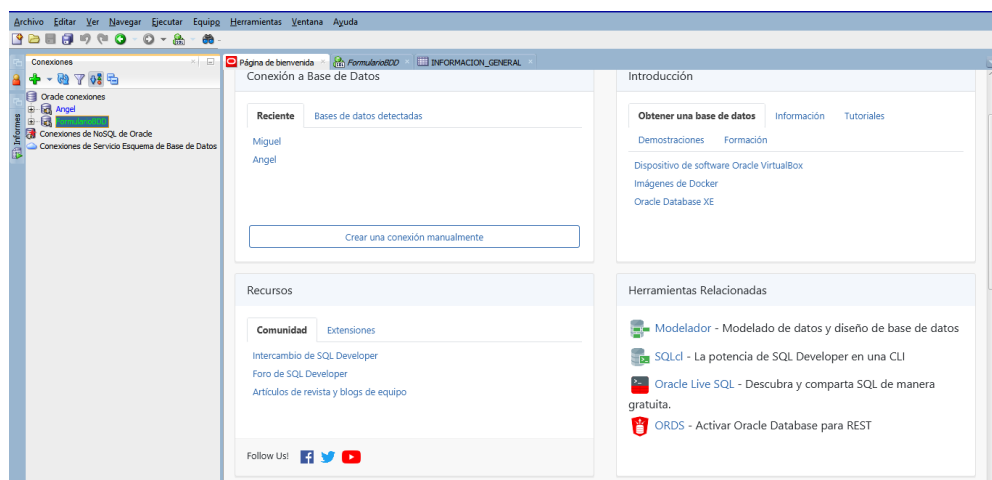 Archivo Editar Ver Navegar Ejecutar Equipo Herramientas Ventana Ayuda
Conexiones
Página de bienvenida
FormularioBDD
INFORMACION_GENERAL
Oracle conexiones
Angel
FormularioBDD
Conexiones de NoSQL de Oracle
Conexiones de Servicio Esquema de Base de Datos
Informes
Conexión a Base de Datos
Reciente
Bases de datos detectadas
Miguel
Angel
Crear una conexión manualmente
Introducción
Obtener una base de datos
Información
Tutoriales
Demostraciones
Formación
Dispositivo de software Oracle VirtualBox
Imágenes de Docker
Oracle Database XE
Recursos
Comunidad
Extensiones
Intercambio de SQL Developer
Foro de SQL Developer
Artículos de revista y blogs de equipo
Follow Us!
Herramientas Relacionadas
Modelador - Modelado de datos y diseño de base de datos
SQLcl - La potencia de SQL Developer en una CLI
Oracle Live SQL - Descubra y comparta SQL de manera
gratuita.
ORDS - Activar Oracle Database para REST